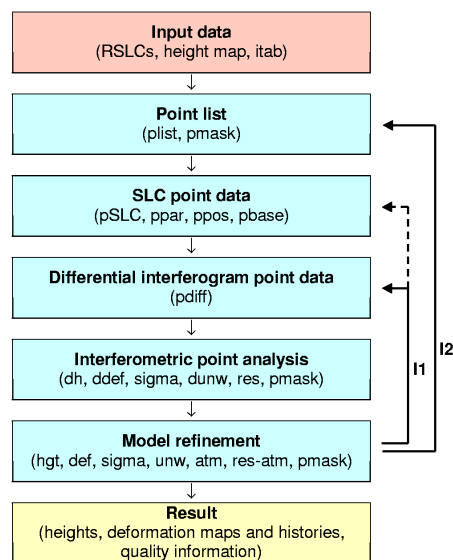 Input data
(RSLCs, height map, itab)
Point list
(plist, pmask)
SLC point data
(pSLC, ppar, ppos, pbase)
Differential interferogram point data
(pdiff)
Interferometric point analysis
(dh, ddef, sigma, dunw, res, pmask)
Model refinement
(hgt, def, sigma, unw, atm, res-atm, pmask)
Result
(heights, deformation maps and histories,
quality information)
I1
I2